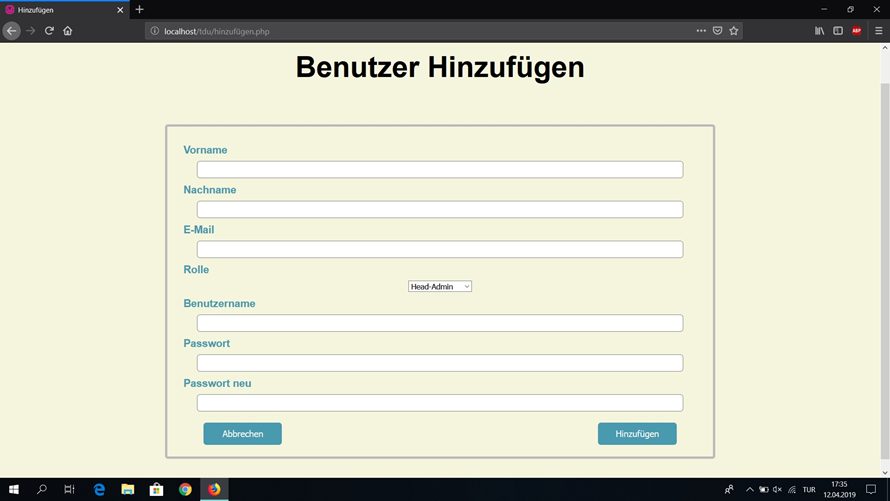 Hinzufügen
localhost/tdu/hinzufügen.php
ABP
Benutzer Hinzufügen
Vorname
Nachname
E-Mail
Rolle
Head-Admin
Benutzername
Passwort
Passwort neu
Abbrechen
Hinzufügen
TUR
17:35
12.04.2019